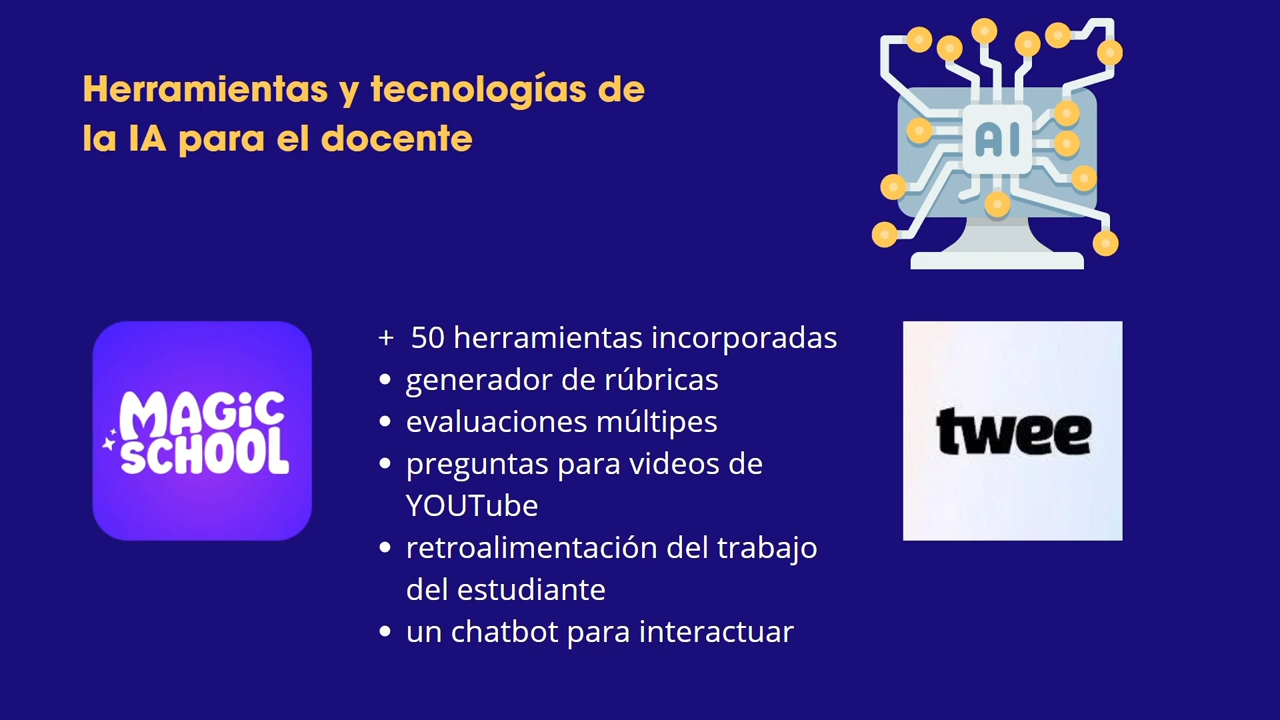 Herramientas y tecnologías de
la IA para el docente
AI
MAGIC
SCHOOL
+ 50 herramientas incorporadas
• generador de rúbricas
• evaluaciones múltipes
• preguntas para videos de
YOUTube
• retroalimentación del trabajo
del estudiante
• un chatbot para interactuar
twee